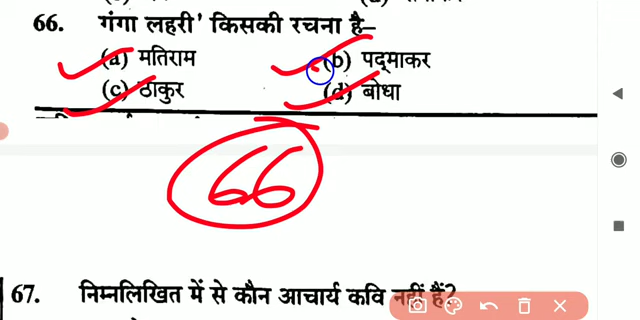 66. गंगा लहरी' किसकी रचना है–
(a) मतिराम (b) पद्माकर
(c) ठाकुर (d) बोधा
66
67. निम्नलिखित में से कौन आचार्य कवि नहीं हैं?